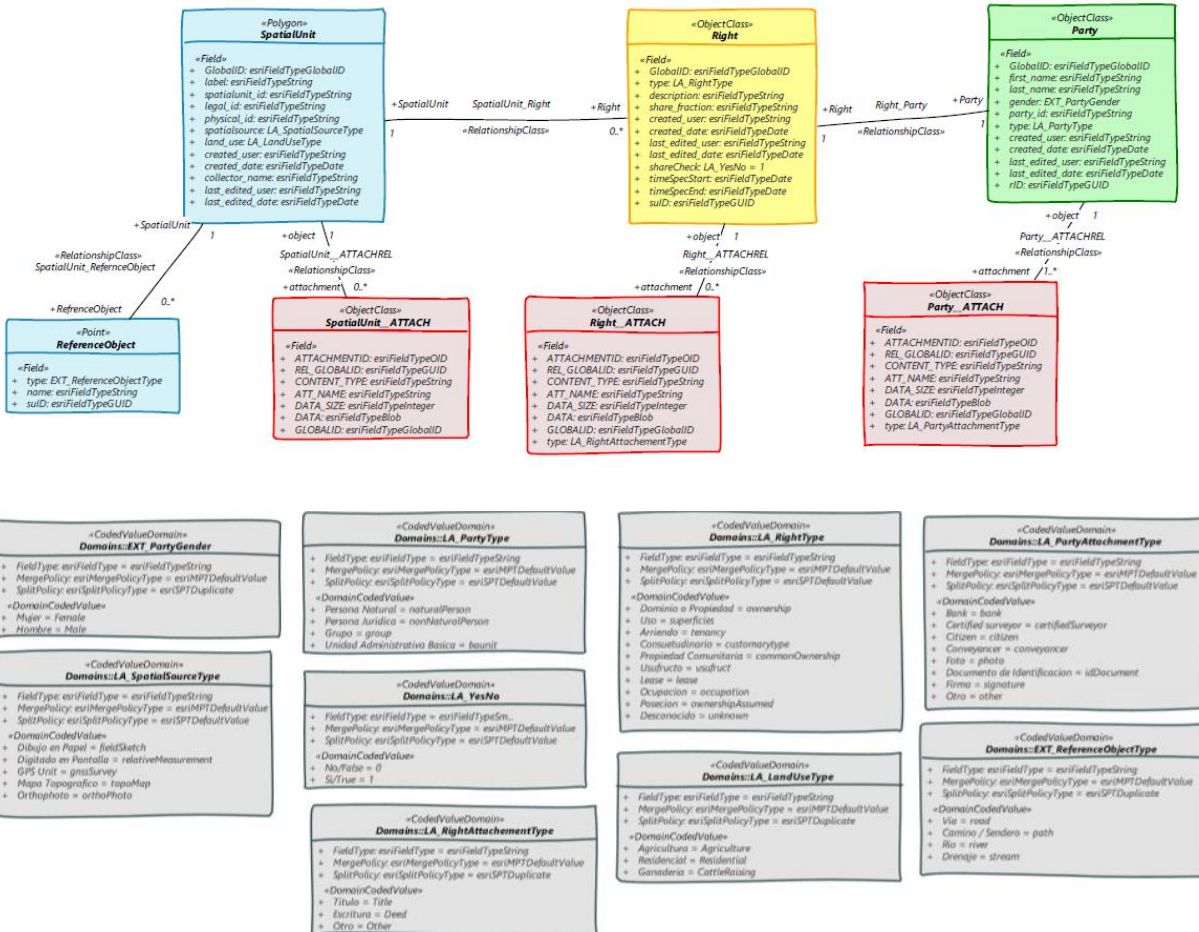 «Polygon»
SpatialUnit
«Field»
+ GlobalID: esriFieldTypeGlobalID
+ label: esriFieldTypeString
+ spatialunit_id: esriFieldTypeString
+ legal_id: esriFieldTypeString
+ physical_id: esriFieldTypeString
+ spatialsource: LA_SpatialSourceType
+ land_use: LA_LandUseType
+ created_user: esriFieldTypeString
+ created_date: esriFieldTypeDate
+ collector_name: esriFieldTypeString
+ last_edited_user: esriFieldTypeString
+ last_edited_date: esriFieldTypeDate
+SpatialUnit
SpatialUnit_Right
+Right
1
«RelationshipClass»
0..*
«ObjectClass»
Right
«Field»
+ GlobalID: esriFieldTypeGlobalID
+ type: LA_RightType
+ description: esriFieldTypeString
+ share_fraction: esriFieldTypeString
+ created_user: esriFieldTypeString
+ created_date: esriFieldTypeDate
+ last_edited_user: esriFieldTypeString
+ last_edited_date: esriFieldTypeDate
+ shareCheck: LA_YesNo = 1
+ timeSpecStart: esriFieldTypeDate
+ timeSpecEnd: esriFieldTypeDate
+ suID: esriFieldTypeGUID
+Right
Right_Party
+Party
1
«RelationshipClass»
1
«ObjectClass»
Party
«Field»
+ GlobalID: esriFieldTypeGlobalID
+ first_name: esriFieldTypeString
+ last_name: esriFieldTypeString
+ gender: EXT_PartyGender
+ party_id: esriFieldTypeString
+ type: LA_PartyType
+ created_user: esriFieldTypeString
+ created_date: esriFieldTypeDate
+ last_edited_user: esriFieldTypeString
+ last_edited_date: esriFieldTypeDate
+ rID: esriFieldTypeGUID
+SpatialUnit
1
«RelationshipClass»
SpatialUnit_RefernceObject
+RefrenceObject
0..*
+object 1
SpatialUnit__ATTACHREL
«RelationshipClass»
+attachment 0..*
+object 1
Right__ATTACHREL
«RelationshipClass»
+attachment 0..*
+object 1
Party__ATTACHREL
«RelationshipClass»
+attachment 1..*
«Point»
ReferenceObject
«Field»
+ type: EXT_ReferenceObjectType
+ name: esriFieldTypeString
+ suID: esriFieldTypeGUID
«ObjectClass»
SpatialUnit__ATTACH
«Field»
+ ATTACHMENTID: esriFieldTypeOID
+ REL_GLOBALID: esriFieldTypeGUID
+ CONTENT_TYPE: esriFieldTypeString
+ ATT_NAME: esriFieldTypeString
+ DATA_SIZE: esriFieldTypeInteger
+ DATA: esriFieldTypeBlob
+ GLOBALID: esriFieldTypeGlobalID
«ObjectClass»
Right__ATTACH
«Field»
+ ATTACHMENTID: esriFieldTypeOID
+ REL_GLOBALID: esriFieldTypeGUID
+ CONTENT_TYPE: esriFieldTypeString
+ ATT_NAME: esriFieldTypeString
+ DATA_SIZE: esriFieldTypeInteger
+ DATA: esriFieldTypeBlob
+ GLOBALID: esriFieldTypeGlobalID
+ type: LA_RightAttachementType
«ObjectClass»
Party__ATTACH
«Field»
+ ATTACHMENTID: esriFieldTypeOID
+ REL_GLOBALID: esriFieldTypeGUID
+ CONTENT_TYPE: esriFieldTypeString
+ ATT_NAME: esriFieldTypeString
+ DATA_SIZE: esriFieldTypeInteger
+ DATA: esriFieldTypeBlob
+ GLOBALID: esriFieldTypeGlobalID
+ type: LA_PartyAttachmentType
«CodedValueDomain»
Domains::EXT_PartyGender
+ FieldType: esriFieldType = esriFieldTypeString
+ MergePolicy: esriMergePolicyType = esriMPTDefaultValue
+ SplitPolicy: esriSplitPolicyType = esriSPTDuplicate
«DomainCodedValue»
+ Mujer = Female
+ Hombre = Male
«CodedValueDomain»
Domains::LA_SpatialSourceType
+ FieldType: esriFieldType = esriFieldTypeString
+ MergePolicy: esriMergePolicyType = esriMPTDefaultValue
+ SplitPolicy: esriSplitPolicyType = esriSPTDefaultValue
«DomainCodedValue»
+ Dibujo en Papel = fieldSketch
+ Digitado en Pantalla = relativeMeasurement
+ GPS Unit = gnssSurvey
+ Mapa Topografico = topoMap
+ Orthophoto = orthoPhoto
«CodedValueDomain»
Domains::LA_PartyType
+ FieldType: esriFieldType = esriFieldTypeString
+ MergePolicy: esriMergePolicyType = esriMPTDefaultValue
+ SplitPolicy: esriSplitPolicyType = esriSPTDefaultValue
«DomainCodedValue»
+ Persona Natural = naturalPerson
+ Persona Juridica = nonNaturalPerson
+ Grupo = group
+ Unidad Administrativa Basica = baunit
«CodedValueDomain»
Domains::LA_YesNo
+ FieldType: esriFieldType = esriFieldTypeSm..
+ MergePolicy: esriMergePolicyType = esriMPTDefaultValue
+ SplitPolicy: esriSplitPolicyType = esriSPTDefaultValue
«DomainCodedValue»
+ No/False = 0
+ Si/True = 1
«CodedValueDomain»
Domains::LA_RightAttachementType
+ FieldType: esriFieldType = esriFieldTypeString
+ MergePolicy: esriMergePolicyType = esriMPTDefaultValue
+ SplitPolicy: esriSplitPolicyType = esriSPTDuplicate
«DomainCodedValue»
+ Titulo = Title
+ Escritura = Deed
+ Otro = Other
«CodedValueDomain»
Domains::LA_RightType
+ FieldType: esriFieldType = esriFieldTypeString
+ MergePolicy: esriMergePolicyType = esriMPTDefaultValue
+ SplitPolicy: esriSplitPolicyType = esriSPTDefaultValue
«DomainCodedValue»
+ Dominio o Propiedad = ownership
+ Uso = superficies
+ Arriendo = tenancy
+ Consuetudinario = customarytype
+ Propiedad Comunitaria = commonOwnership
+ Usufructo = usufruct
+ Lease = lease
+ Ocupacion = occupation
+ Posecion = ownershipAssumed
+ Desconocido = unknown
«CodedValueDomain»
Domains::LA_LandUseType
+ FieldType: esriFieldType = esriFieldTypeString
+ MergePolicy: esriMergePolicyType = esriMPTDefaultValue
+ SplitPolicy: esriSplitPolicyType = esriSPTDuplicate
«DomainCodedValue»
+ Agricultura = Agriculture
+ Residencial = Residential
+ Ganaderia = CattleRaising
«CodedValueDomain»
Domains::LA_PartyAttachmentType
+ FieldType: esriFieldType = esriFieldTypeString
+ MergePolicy: esriMergePolicyType = esriMPTDefaultValue
+ SplitPolicy: esriSplitPolicyType = esriSPTDefaultValue
«DomainCodedValue»
+ Bank = bank
+ Certified surveyor = certifiedSurveyor
+ Citizen = citizen
+ Conveyancer = conveyancer
+ Foto = photo
+ Documento de Identificacion = idDocument
+ Firma = signature
+ Otro = other
«CodedValueDomain»
Domains::EXT_ReferenceObjectType
+ FieldType: esriFieldType = esriFieldTypeString
+ MergePolicy: esriMergePolicyType = esriMPTDefaultValue
+ SplitPolicy: esriSplitPolicyType = esriSPTDuplicate
«DomainCodedValue»
+ Via = road
+ Camino / Sendero = path
+ Rio = river
+ Drenaje = stream